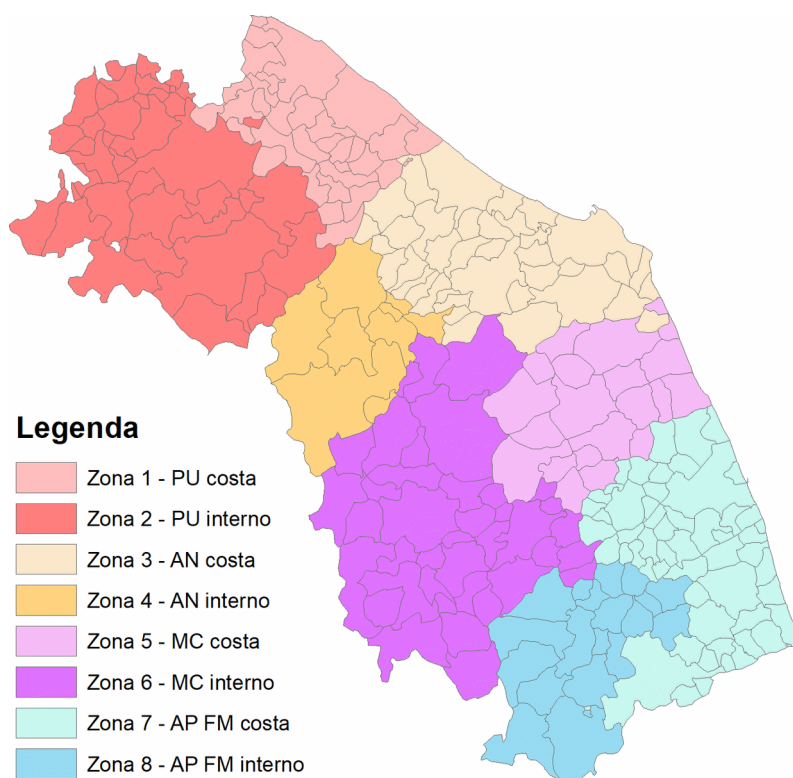 Legenda
Zona 1 - PU costa
Zona 2 - PU interno
Zona 3 - AN costa
Zona 4 - AN interno
Zona 5 - MC costa
Zona 6 - MC interno
Zona 7 - AP FM costa
Zona 8 - AP FM interno